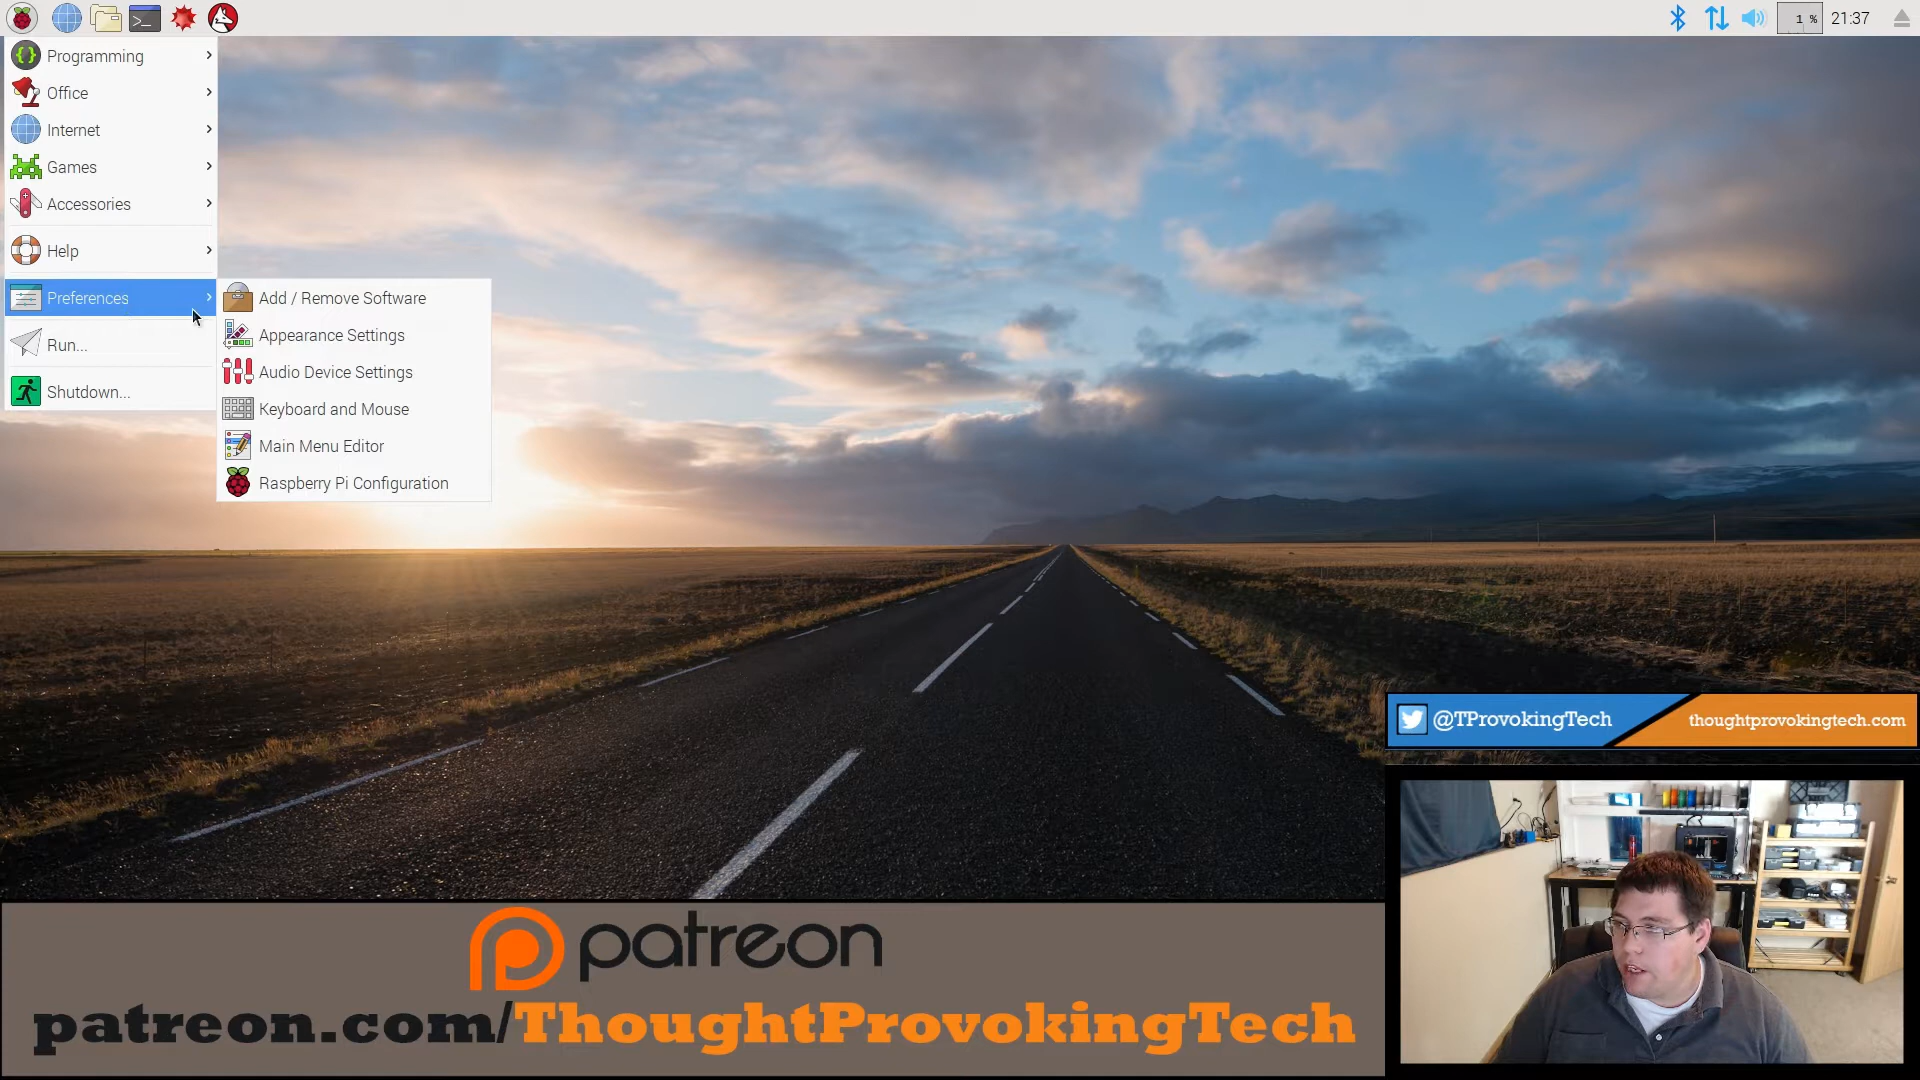 1 %
21:37
Programming
Office
Internet
Games
Accessories
Help
Preferences
Run...
Shutdown...
Add / Remove Software
Appearance Settings
Audio Device Settings
Keyboard and Mouse
Main Menu Editor
Raspberry Pi Configuration
@TProvokingTech
thoughtprovokingtech.com
patreon
patreon.com/ThoughtProvokingTech